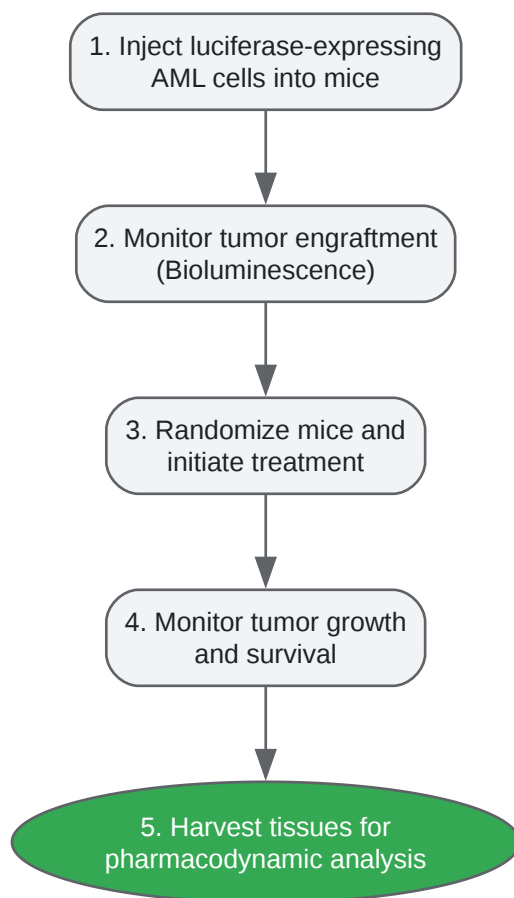 1. Inject luciferase-expressing
AML cells into mice
2. Monitor tumor engraftment
(Bioluminescence)
3. Randomize mice and
initiate treatment
4. Monitor tumor growth
and survival
5. Harvest tissues for
pharmacodynamic analysis